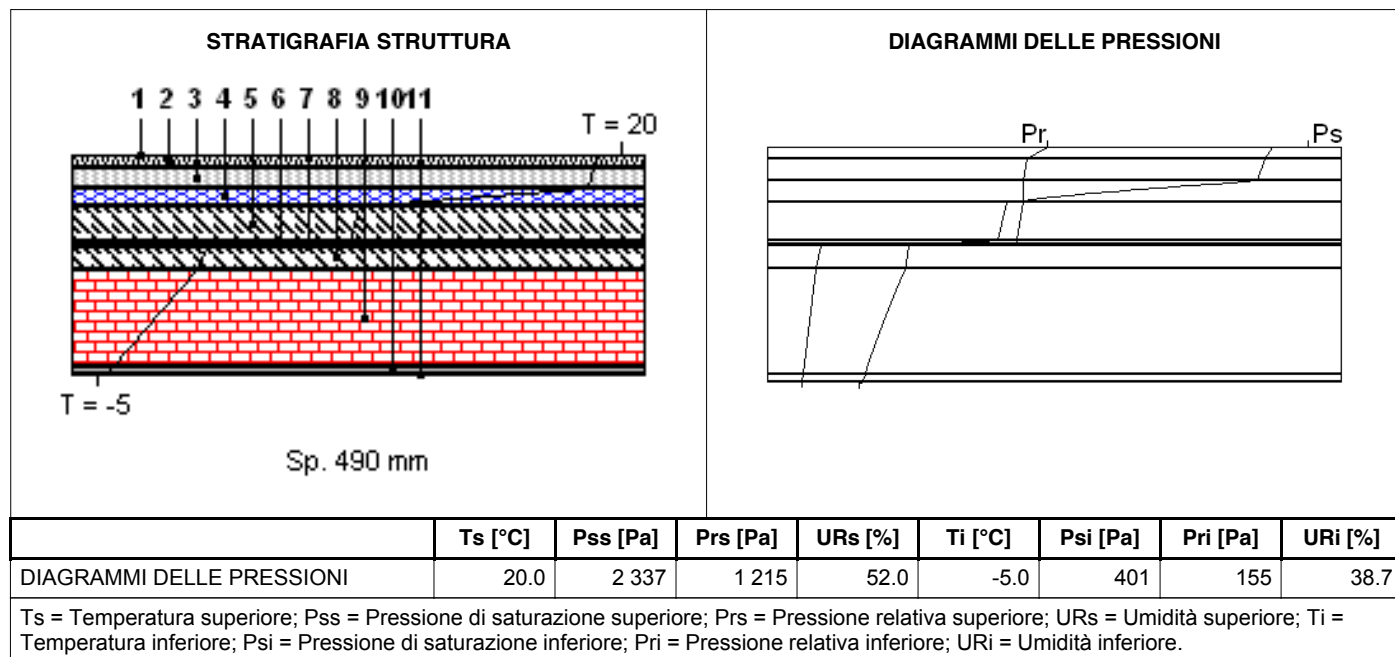 STRATIGRAFIA STRUTTURA
1 2 3 4 5 6 7 8 9 10 11
T = 20
T = -5
Sp. 490 mm
DIAGRAMMI DELLE PRESSIONI
Pr Ps
Ts [°C] Pss [Pa] Prs [Pa] URs [%] Ti [°C] Psi [Pa] Pri [Pa] URi [%]
DIAGRAMMI DELLE PRESSIONI 20.0 2 337 1 215 52.0 -5.0 401 155 38.7
Ts = Temperatura superiore; Pss = Pressione di saturazione superiore; Prs = Pressione relativa superiore; URs = Umidità superiore; Ti =
Temperatura inferiore; Psi = Pressione di saturazione inferiore; Pri = Pressione relativa inferiore; URi = Umidità inferiore.